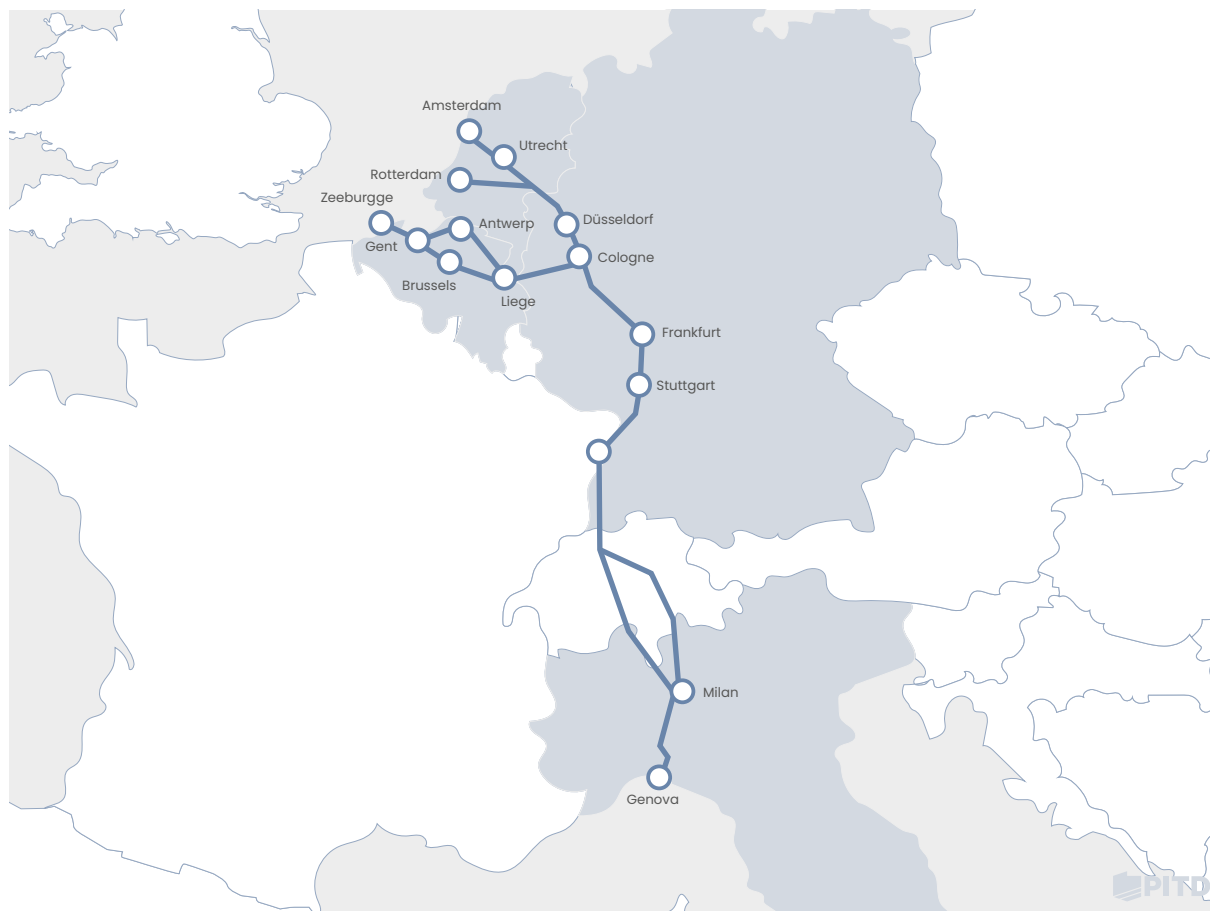 Amsterdam
Utrecht
Rotterdam
Zeeburgge
Düsseldorf
Antwerp
Gent
Cologne
Brussels
Liege
Frankfurt
Stuttgart
Milan
Genova
PITD